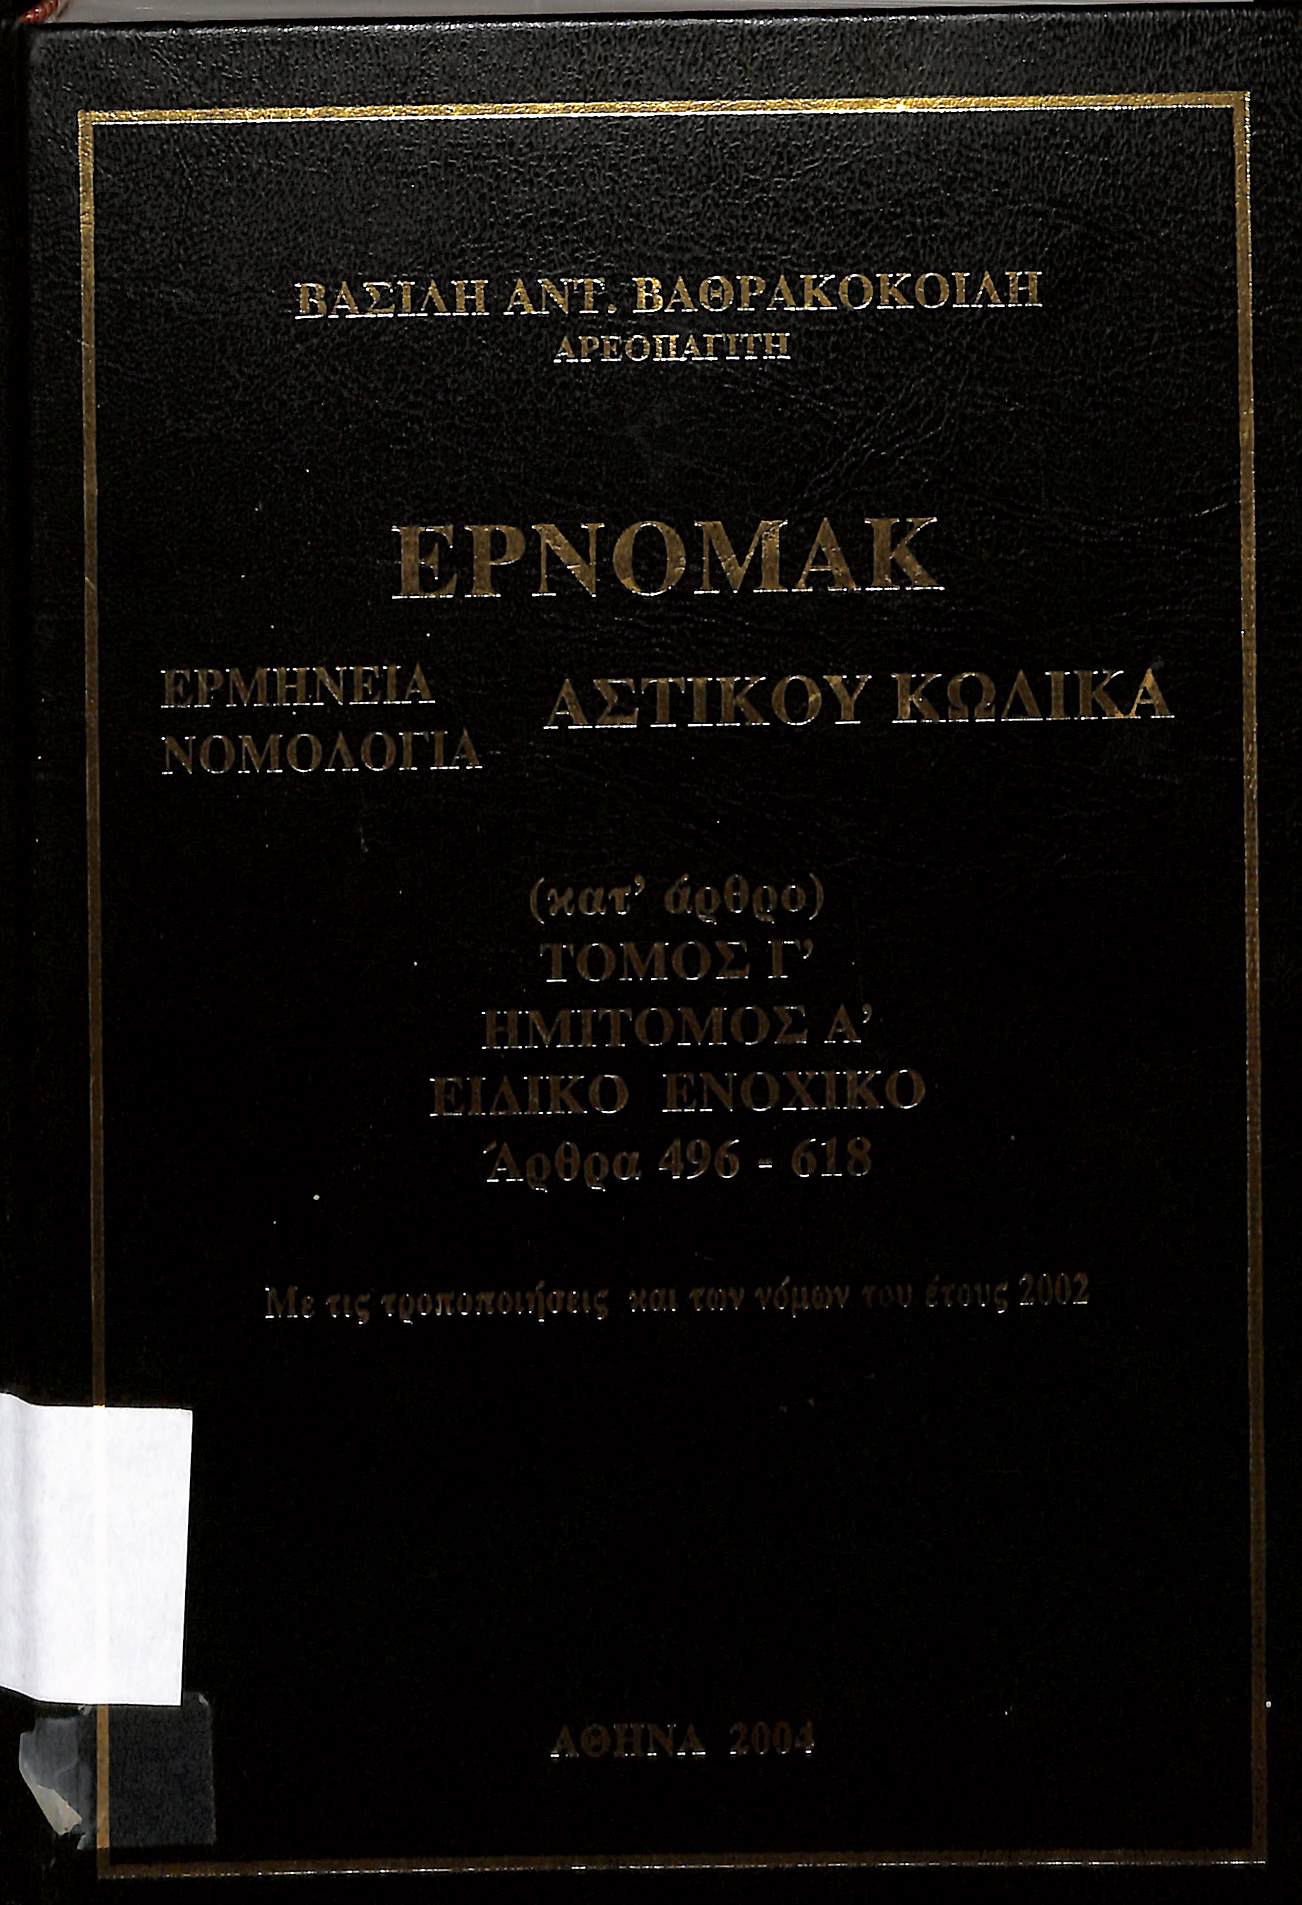 ΒΑΣΙΛΗ ΑΝΤ. ΒΑΘΡΑΚΟΚΟΙΛΗ
ΑΡΕΟΠΑΓΙΤΗ
ΕΡΝΟΜΑΚ
ΕΡΜΗΝΕΙΑ
ΝΟΜΟΛΟΓΙΑ
ΑΣΤΙΚΟΥ ΚΩΔΙΚΑ
(κατ’ άρθρο)
ΤΟΜΟΣ Γ’
ΗΜΙΤΟΜΟΣ Α’
ΕΙΔΙΚΟ ΕΝΟΧΙΚΟ
Άρθρα 496 - 618
Με τις τροποποιήσεις και των νόμων του έτους 2002
ΑΘΗΝΑ 2004